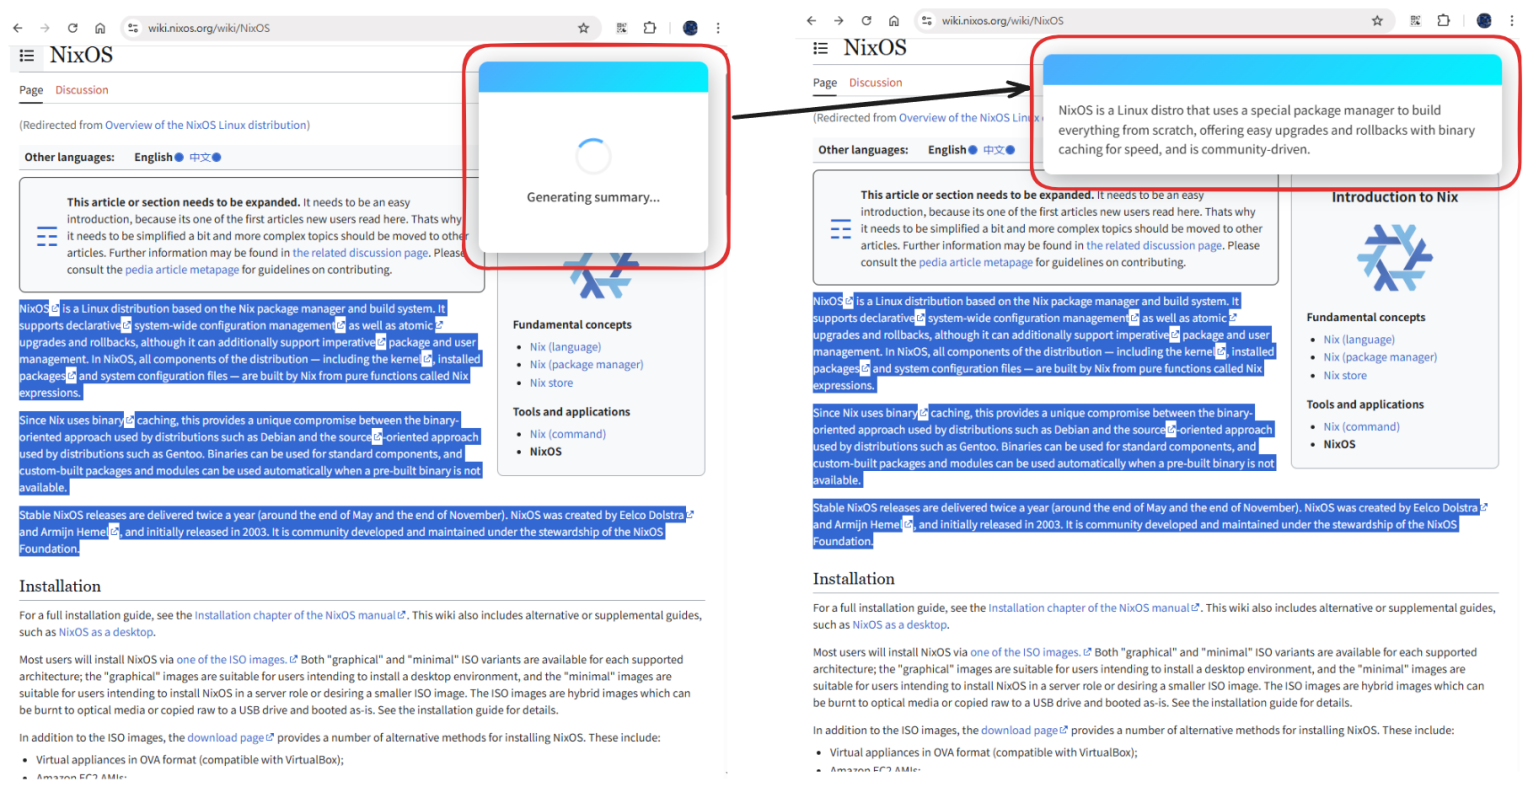 wiki.nixos.org/wiki/NixOS
NixOS
Page Discussion
(Redirected from Overview of the NixOS Linux distribution)
Other languages: English 中文
This article or section needs to be expanded. It needs to be an easy
introduction, because its one of the first articles new users read here. Thats why
it needs to be simplified a bit and more complex topics should be moved to other
articles. Further information may be found in the related discussion page. Please
consult the pedia article metapage for guidelines on contributing.
Generating summary...
NixOS is a Linux distribution based on the Nix package manager and build system. It
supports declarative system-wide configuration management as well as atomic
upgrades and rollbacks, although it can additionally support imperative package and user
management. In NixOS, all components of the distribution — including the kernel, installed
packages and system configuration files — are built by Nix from pure functions called Nix
expressions.
Since Nix uses binary caching, this provides a unique compromise between the binary-
oriented approach used by distributions such as Debian and the source-oriented approach
used by distributions such as Gentoo. Binaries can be used for standard components, and
custom-built packages and modules can be used automatically when a pre-built binary is not
available.
Fundamental concepts
Nix (language)
Nix (package manager)
Nix store
Tools and applications
Nix (command)
NixOS
Stable NixOS releases are delivered twice a year (around the end of May and the end of November). NixOS was created by Eelco Dolstra
and Armijn Hemel, and initially released in 2003. It is community developed and maintained under the stewardship of the NixOS
Foundation.
Installation
For a full installation guide, see the Installation chapter of the NixOS manual. This wiki also includes alternative or supplemental guides,
such as NixOS as a desktop.
Most users will install NixOS via one of the ISO images. Both "graphical" and "minimal" ISO variants are available for each supported
architecture; the "graphical" images are suitable for users intending to install a desktop environment, and the "minimal" images are
suitable for users intending to install NixOS in a server role or desiring a smaller ISO image. The ISO images are hybrid images which can
be burnt to optical media or copied raw to a USB drive and booted as-is. See the installation guide for details.
In addition to the ISO images, the download page provides a number of alternative methods for installing NixOS. These include:
Virtual appliances in OVA format (compatible with VirtualBox);
Amazon EC2 AMIs;
wiki.nixos.org/wiki/NixOS
NixOS
Page Discussion
(Redirected from Overview of the NixOS Linux
Other languages: English 中文
NixOS is a Linux distro that uses a special package manager to build
everything from scratch, offering easy upgrades and rollbacks with binary
caching for speed, and is community-driven.
This article or section needs to be expanded. It needs to be an easy
introduction, because its one of the first articles new users read here. Thats why
it needs to be simplified a bit and more complex topics should be moved to other
articles. Further information may be found in the related discussion page. Please
consult the pedia article metapage for guidelines on contributing.
NixOS is a Linux distribution based on the Nix package manager and build system. It
supports declarative system-wide configuration management as well as atomic
upgrades and rollbacks, although it can additionally support imperative package and user
management. In NixOS, all components of the distribution — including the kernel, installed
packages and system configuration files — are built by Nix from pure functions called Nix
expressions.
Since Nix uses binary caching, this provides a unique compromise between the binary-
oriented approach used by distributions such as Debian and the source-oriented approach
used by distributions such as Gentoo. Binaries can be used for standard components, and
custom-built packages and modules can be used automatically when a pre-built binary is not
available.
Introduction to Nix
Fundamental concepts
Nix (language)
Nix (package manager)
Nix store
Tools and applications
Nix (command)
NixOS
Stable NixOS releases are delivered twice a year (around the end of May and the end of November). NixOS was created by Eelco Dolstra
and Armijn Hemel, and initially released in 2003. It is community developed and maintained under the stewardship of the NixOS
Foundation.
Installation
For a full installation guide, see the Installation chapter of the NixOS manual. This wiki also includes alternative or supplemental guides,
such as NixOS as a desktop.
Most users will install NixOS via one of the ISO images. Both "graphical" and "minimal" ISO variants are available for each supported
architecture; the "graphical" images are suitable for users intending to install a desktop environment, and the "minimal" images are
suitable for users intending to install NixOS in a server role or desiring a smaller ISO image. The ISO images are hybrid images which can
be burnt to optical media or copied raw to a USB drive and booted as-is. See the installation guide for details.
In addition to the ISO images, the download page provides a number of alternative methods for installing NixOS. These include:
Virtual appliances in OVA format (compatible with VirtualBox);
Amazon EC2 AMIs;